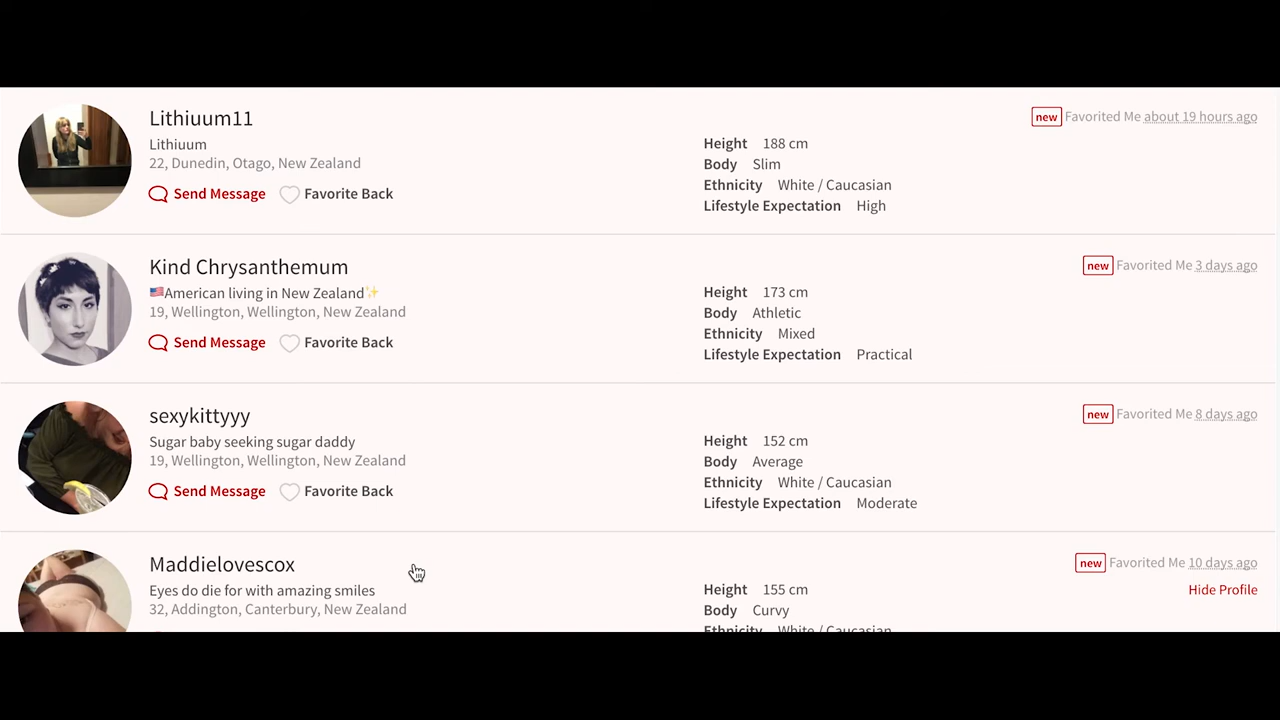 Lithiuum11
new Favorited Me about 19 hours ago
Lithiuum
22, Dunedin, Otago, New Zealand
Send Message Favorite Back
Height 188 cm
Body Slim
Ethnicity White / Caucasian
Lifestyle Expectation High
Kind Chrysanthemum
new Favorited Me 3 days ago
🇺🇸American living in New Zealand✨
19, Wellington, Wellington, New Zealand
Send Message Favorite Back
Height 173 cm
Body Athletic
Ethnicity Mixed
Lifestyle Expectation Practical
sexykittyyy
new Favorited Me 8 days ago
Sugar baby seeking sugar daddy
19, Wellington, Wellington, New Zealand
Send Message Favorite Back
Height 152 cm
Body Average
Ethnicity White / Caucasian
Lifestyle Expectation Moderate
Maddielovescox
new Favorited Me 10 days ago
Eyes do die for with amazing smiles
32, Addington, Canterbury, New Zealand
Hide Profile
Height 155 cm
Body Curvy
Ethnicity White / Caucasian